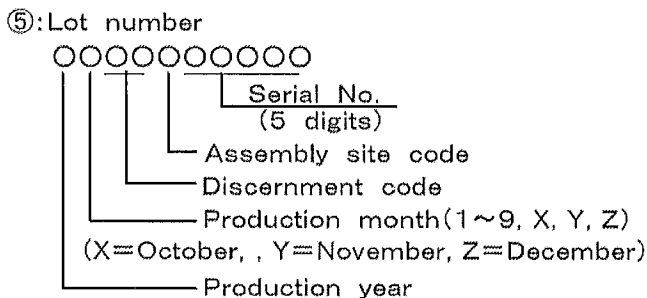 ⑤:Lot number
○○○○○○○○○○
Serial No.
(5 digits)
Assembly site code
Discernment code
Production month(1～9, X, Y, Z)
(X=October, , Y=November, Z=December)
Production year